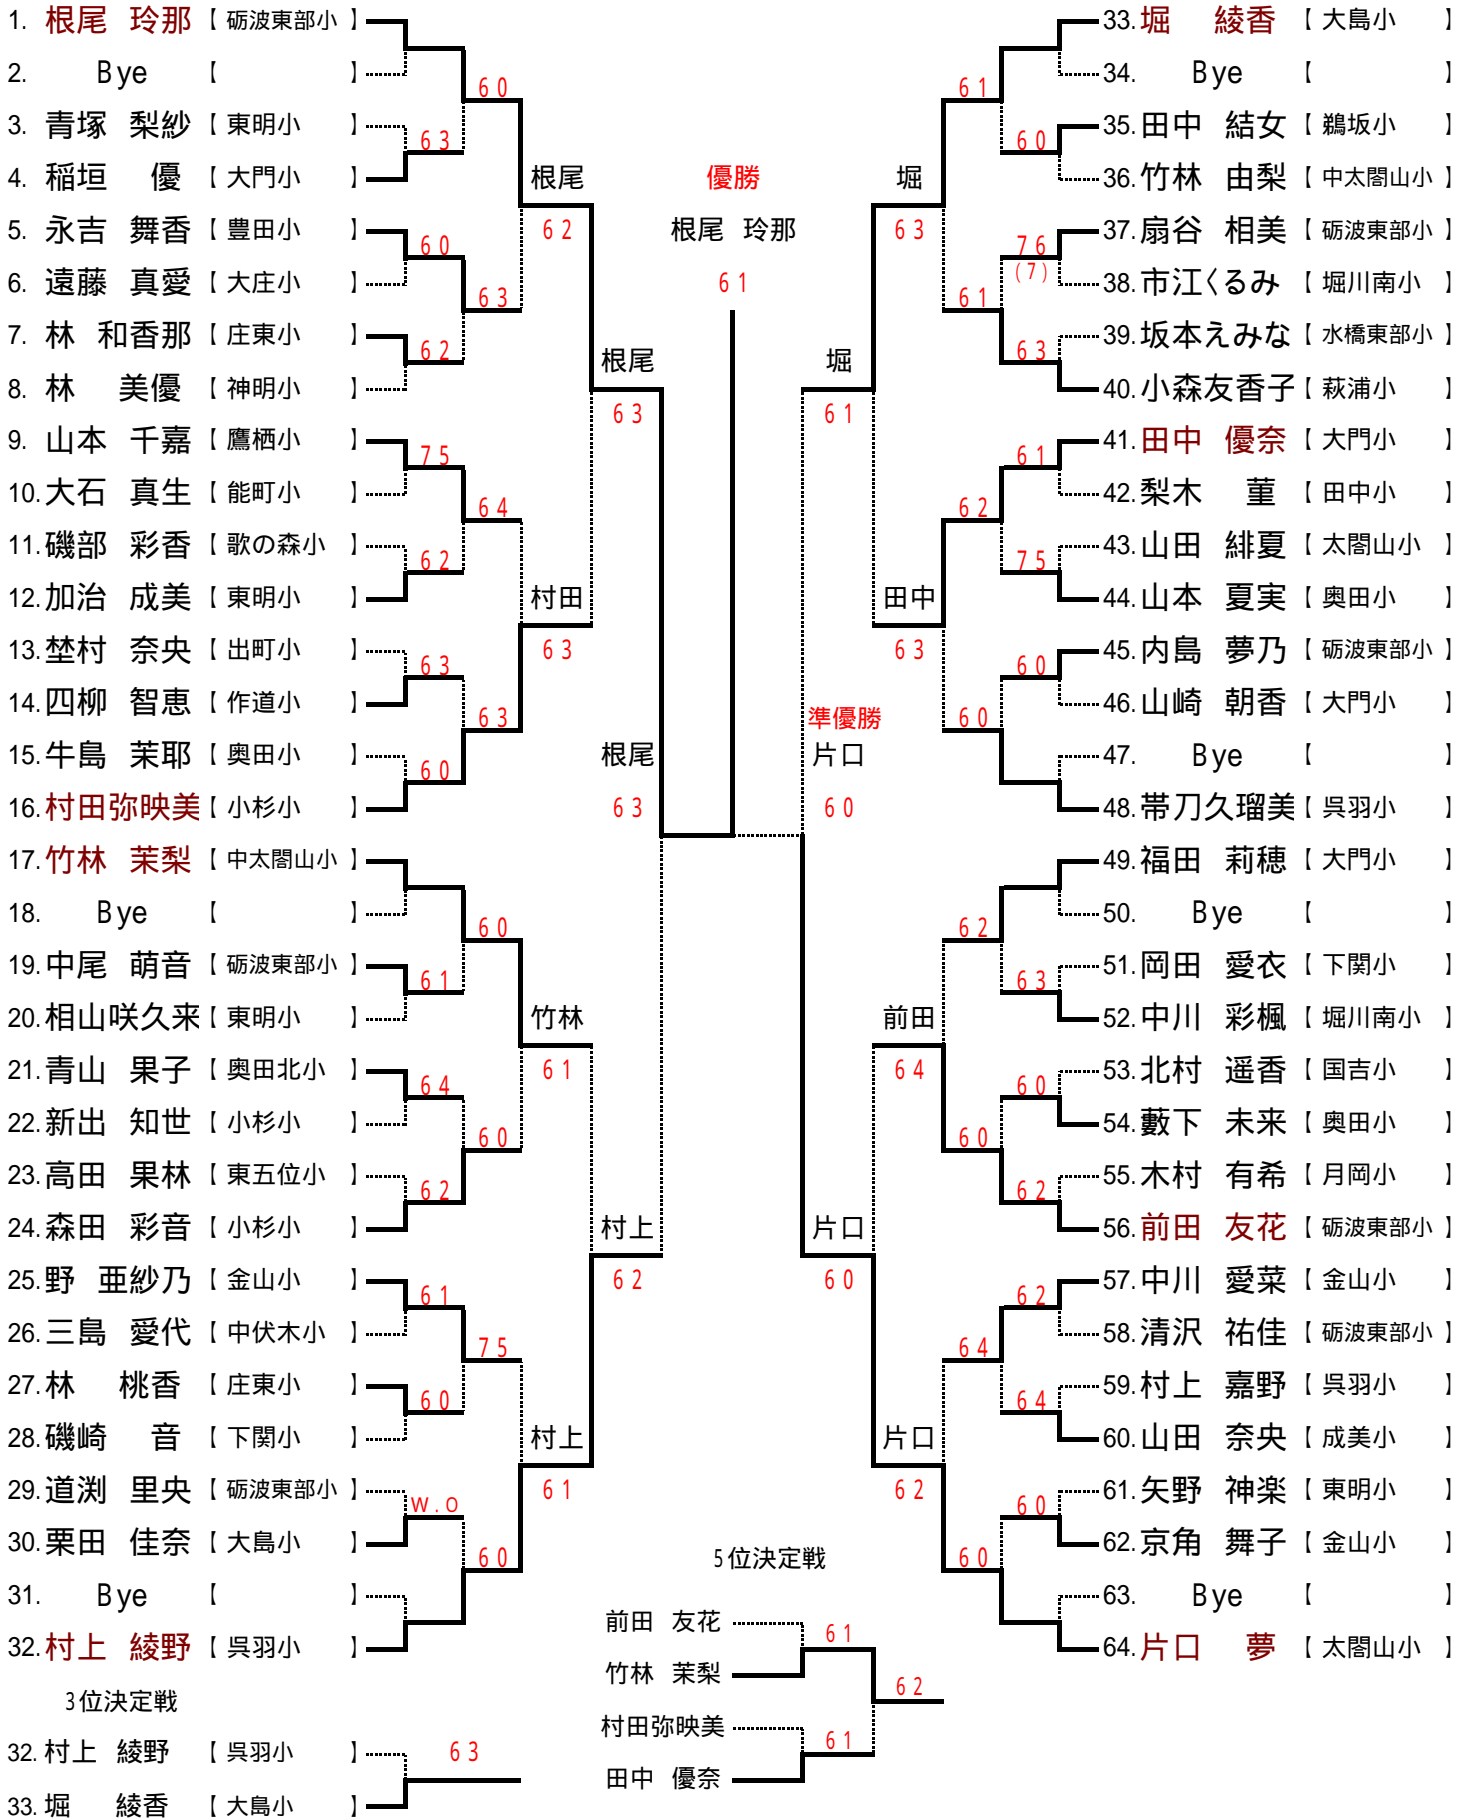 1. 根尾 玲那 【 砺波東部小 】
2. Bye 【 】
60
3. 青塚 梨紗 【 東明小 】
63
4. 稲垣 優 【 大門小 】
根尾
5. 永吉 舞香 【 豊田小 】
60
62
6. 遠藤 真愛 【 大庄小 】
63
7. 林 和香那 【 庄東小 】
62
根尾
8. 林 美優 【 神明小 】
63
9. 山本 千嘉 【 鷹栖小 】
75
10. 大石 真生 【 能町小 】
64
11. 磯部 彩香 【 歌の森小 】
62
12. 加治 成美 【 東明小 】
村田
13. 埜村 奈央 【 出町小 】
63
63
14. 四柳 智恵 【 作道小 】
63
15. 牛島 茉耶 【 奥田小 】
60
根尾
16. 村田弥映美 【 小杉小 】
63
17. 竹林 茉梨 【 中太閤山小 】
18. Bye 【 】
60
19. 中尾 萌音 【 砺波東部小 】
61
20. 相山咲久来 【 東明小 】
竹林
21. 青山 果子 【 奥田北小 】
64
61
22. 新出 知世 【 小杉小 】
60
23. 高田 果林 【 東五位小 】
62
24. 森田 彩音 【 小杉小 】
村上
25. 野 亜紗乃 【 金山小 】
61
62
26. 三島 愛代 【 中伏木小 】
75
27. 林 桃香 【 庄東小 】
60
28. 磯崎 音 【 下関小 】
村上
29. 道渕 里央 【 砺波東部小 】
W.O
61
30. 栗田 佳奈 【 大島小 】
60
31. Bye 【 】
32. 村上 綾野 【 呉羽小 】
優勝
根尾 玲那
61
33. 堀 綾香 【 大島小 】
34. Bye 【 】
61
35. 田中 結女 【 鵜坂小 】
60
36. 竹林 由梨 【 中太閤山小 】
堀
37. 扇谷 相美 【 砺波東部小 】
76
(7)
63
38. 市江くるみ 【 堀川南小 】
61
39. 坂本えみな 【 水橋東部小 】
63
堀
40. 小森友香子 【 萩浦小 】
61
41. 田中 優奈 【 大門小 】
61
42. 梨木 菫 【 田中小 】
62
43. 山田 緋夏 【 太閤山小 】
75
44. 山本 夏実 【 奥田小 】
田中
45. 内島 夢乃 【 砺波東部小 】
60
63
46. 山崎 朝香 【 大門小 】
60
準優勝
47. Bye 【 】
片口
48. 帯刀久瑠美 【 呉羽小 】
60
49. 福田 莉穂 【 大門小 】
50. Bye 【 】
62
51. 岡田 愛衣 【 下関小 】
63
52. 中川 彩楓 【 堀川南小 】
前田
53. 北村 遥香 【 国吉小 】
60
64
54. 藪下 未来 【 奥田小 】
60
55. 木村 有希 【 月岡小 】
62
56. 前田 友花 【 砺波東部小 】
片口
57. 中川 愛菜 【 金山小 】
62
60
58. 清沢 祐佳 【 砺波東部小 】
64
59. 村上 嘉野 【 呉羽小 】
64
60. 山田 奈央 【 成美小 】
片口
61. 矢野 神楽 【 東明小 】
60
62
62. 京角 舞子 【 金山小 】
60
63. Bye 【 】
64. 片口 夢 【 太閤山小 】
5位決定戦
前田 友花
61
竹林 茉梨
62
村田弥映美
61
田中 優奈
3位決定戦
32. 村上 綾野 【 呉羽小 】
63
33. 堀 綾香 【 大島小 】